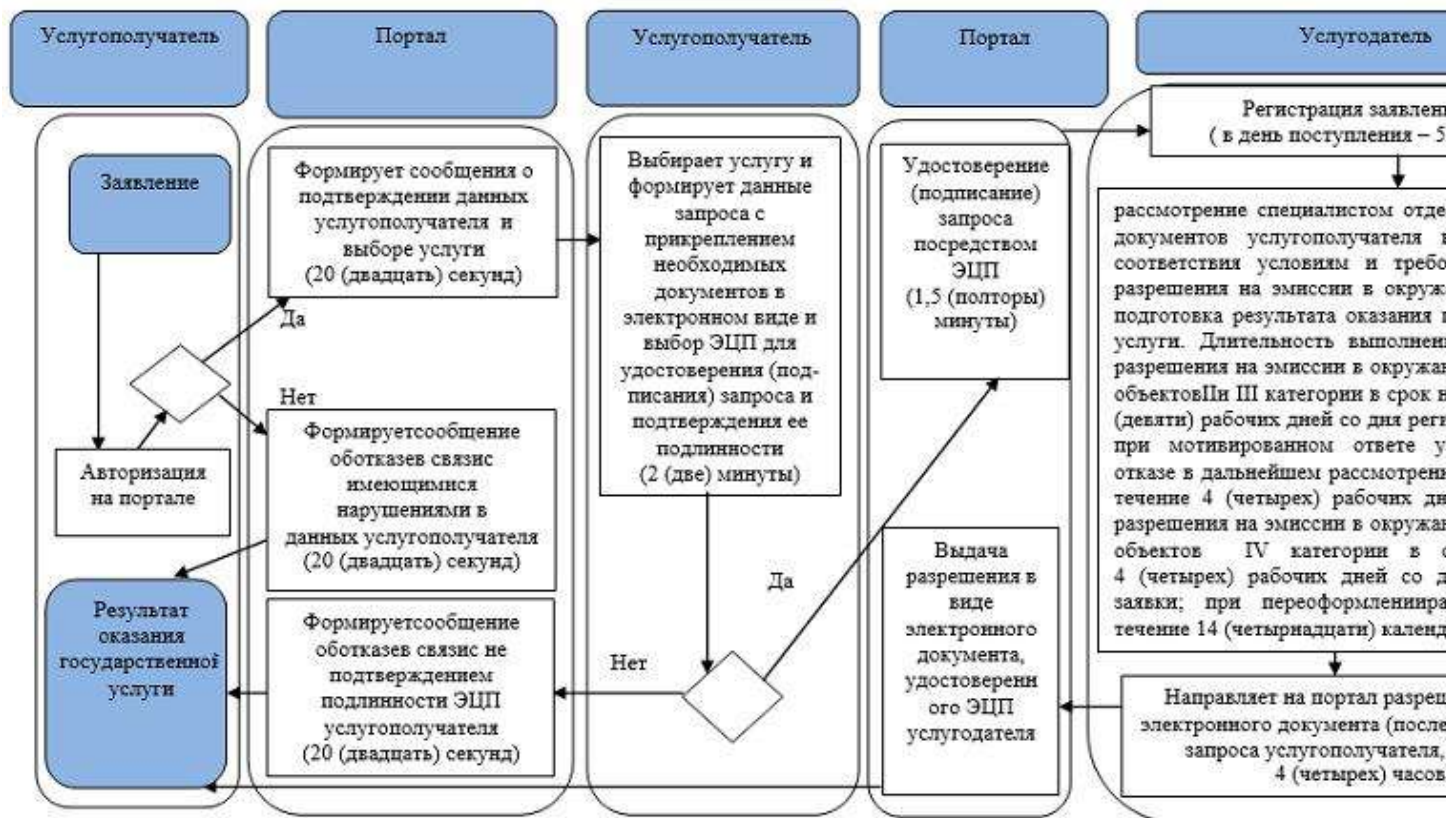 Услугополучатель
Портал
Услугополучатель
Портал
Услугодатель
Заявление
Авторизация
на портале
Результат
оказания
государственной
услуги
Формирует сообщения о
подтверждении данных
услугополучателя и
выборе услуги
(20 (двадцать) секунд)
Да
Нет
Формируетсообщение
оботказев связис
имеющимися
нарушениями в
данных услугополучателя
(20 (двадцать) секунд)
Формируетсообщение
оботказев связис не
подтверждением
подлинности ЭЦП
услугополучателя
(20 (двадцать) секунд)
Выбирает услугу и
формирует данные
запроса с
прикреплением
необходимых
документов в
электронном виде и
выбор ЭЦП для
удостоверения (под-
писания) запроса и
подтверждения ее
подлинности
(2 (две) минуты)
Да
Нет
Удостоверение
(подписание)
запроса
посредством
ЭЦП
(1,5 (полторы)
минуты)
Выдача
разрешения в
виде
электронного
документа,
удостоверенн
ого ЭЦП
услугодателя
Регистрация заявлен
( в день поступления – 5
рассмотрение специалистом отде
документов услугополучателя
соответствия условиям и требо
разрешения на эмиссии в окруж
подготовка результата оказания
услуги. Длительность выполнен
разрешения на эмиссии в окружа
объектовIIи III категории в срок
(девяти) рабочих дней со дня рег
при мотивированном ответе у
отказе в дальнейшем рассмотрен
течение 4 (четырех) рабочих дн
разрешения на эмиссии в окружа
объектов IV категории в
4 (четырех) рабочих дней со д
заявки; при переоформленира
течение 14 (четырнадцати) календ
Направляет на портал разреш
электронного документа (после
запроса услугополучателя,
4 (четырех) часов